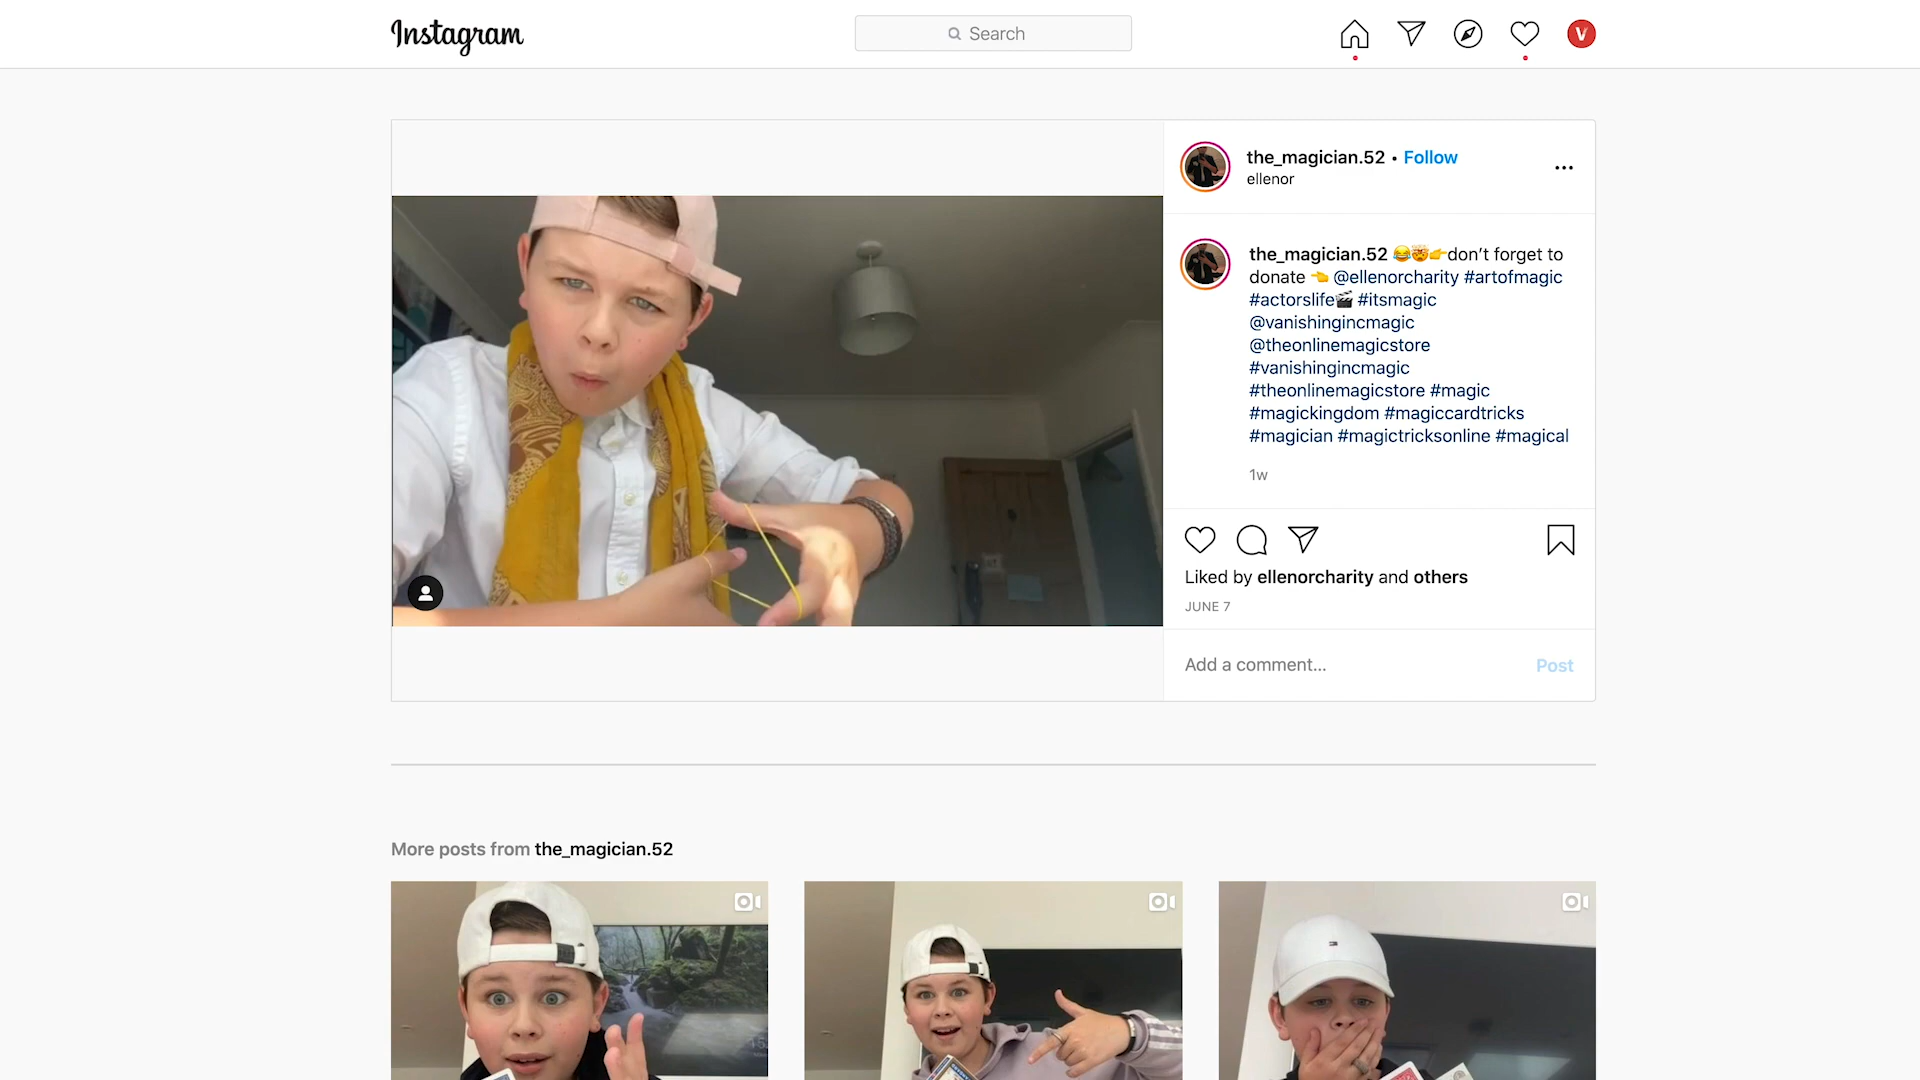 Instagram
Search
V
the_magician.52 • Follow
ellenor
the_magician.52 😂🤯👉don’t forget to
donate 👈 @ellenorcharity #artofmagic
#actorslife🎬 #itsmagic
@vanishingincmagic
@theonlinemagicstore
#vanishingincmagic
#theonlinemagicstore #magic
#magickingdom #magiccardtricks
#magician #magictricksonline #magical
1w
Liked by ellenorcharity and others
JUNE 7
Add a comment...
Post
More posts from the_magician.52